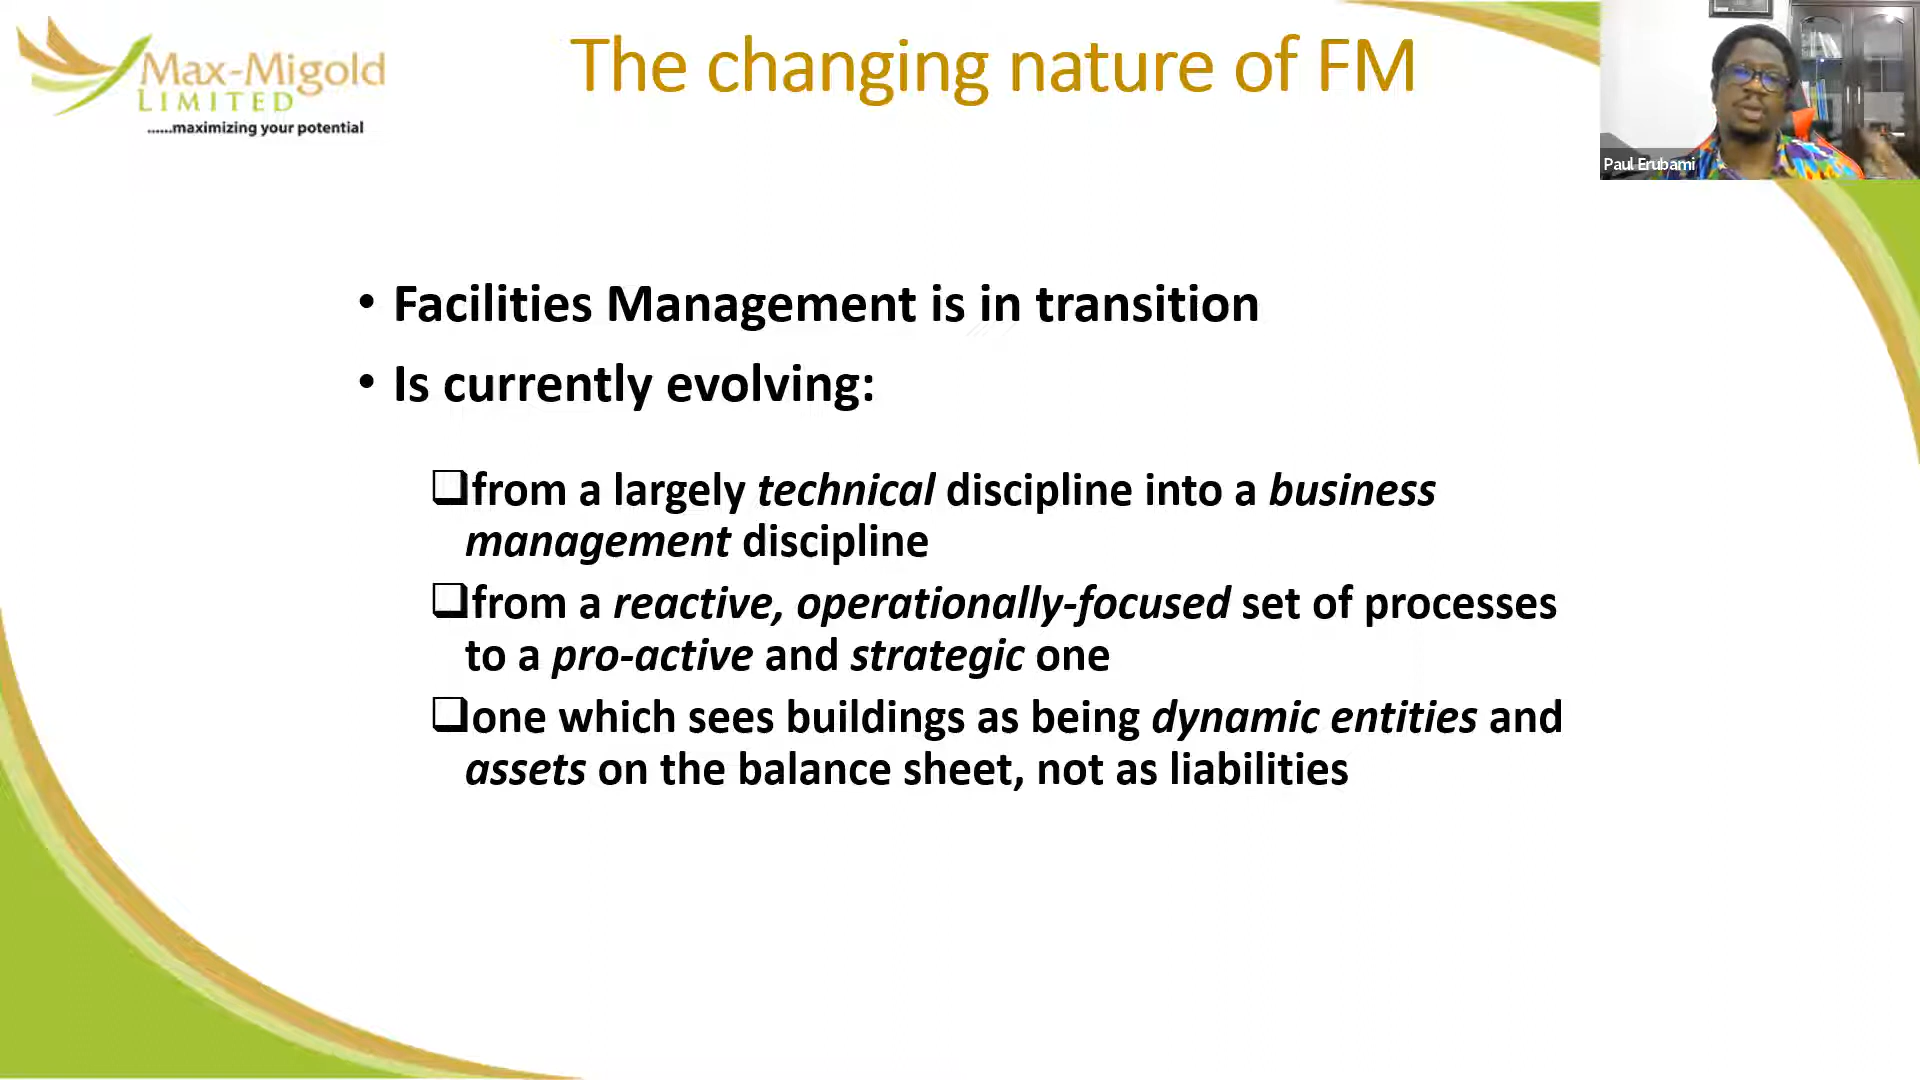 Max-Migold
LIMITED
......maximizing your potential
The changing nature of FM
Paul Erubami
• Facilities Management is in transition
• Is currently evolving:
❑from a largely technical discipline into a business
management discipline
❑from a reactive, operationally-focused set of processes
to a pro-active and strategic one
❑one which sees buildings as being dynamic entities and
assets on the balance sheet, not as liabilities